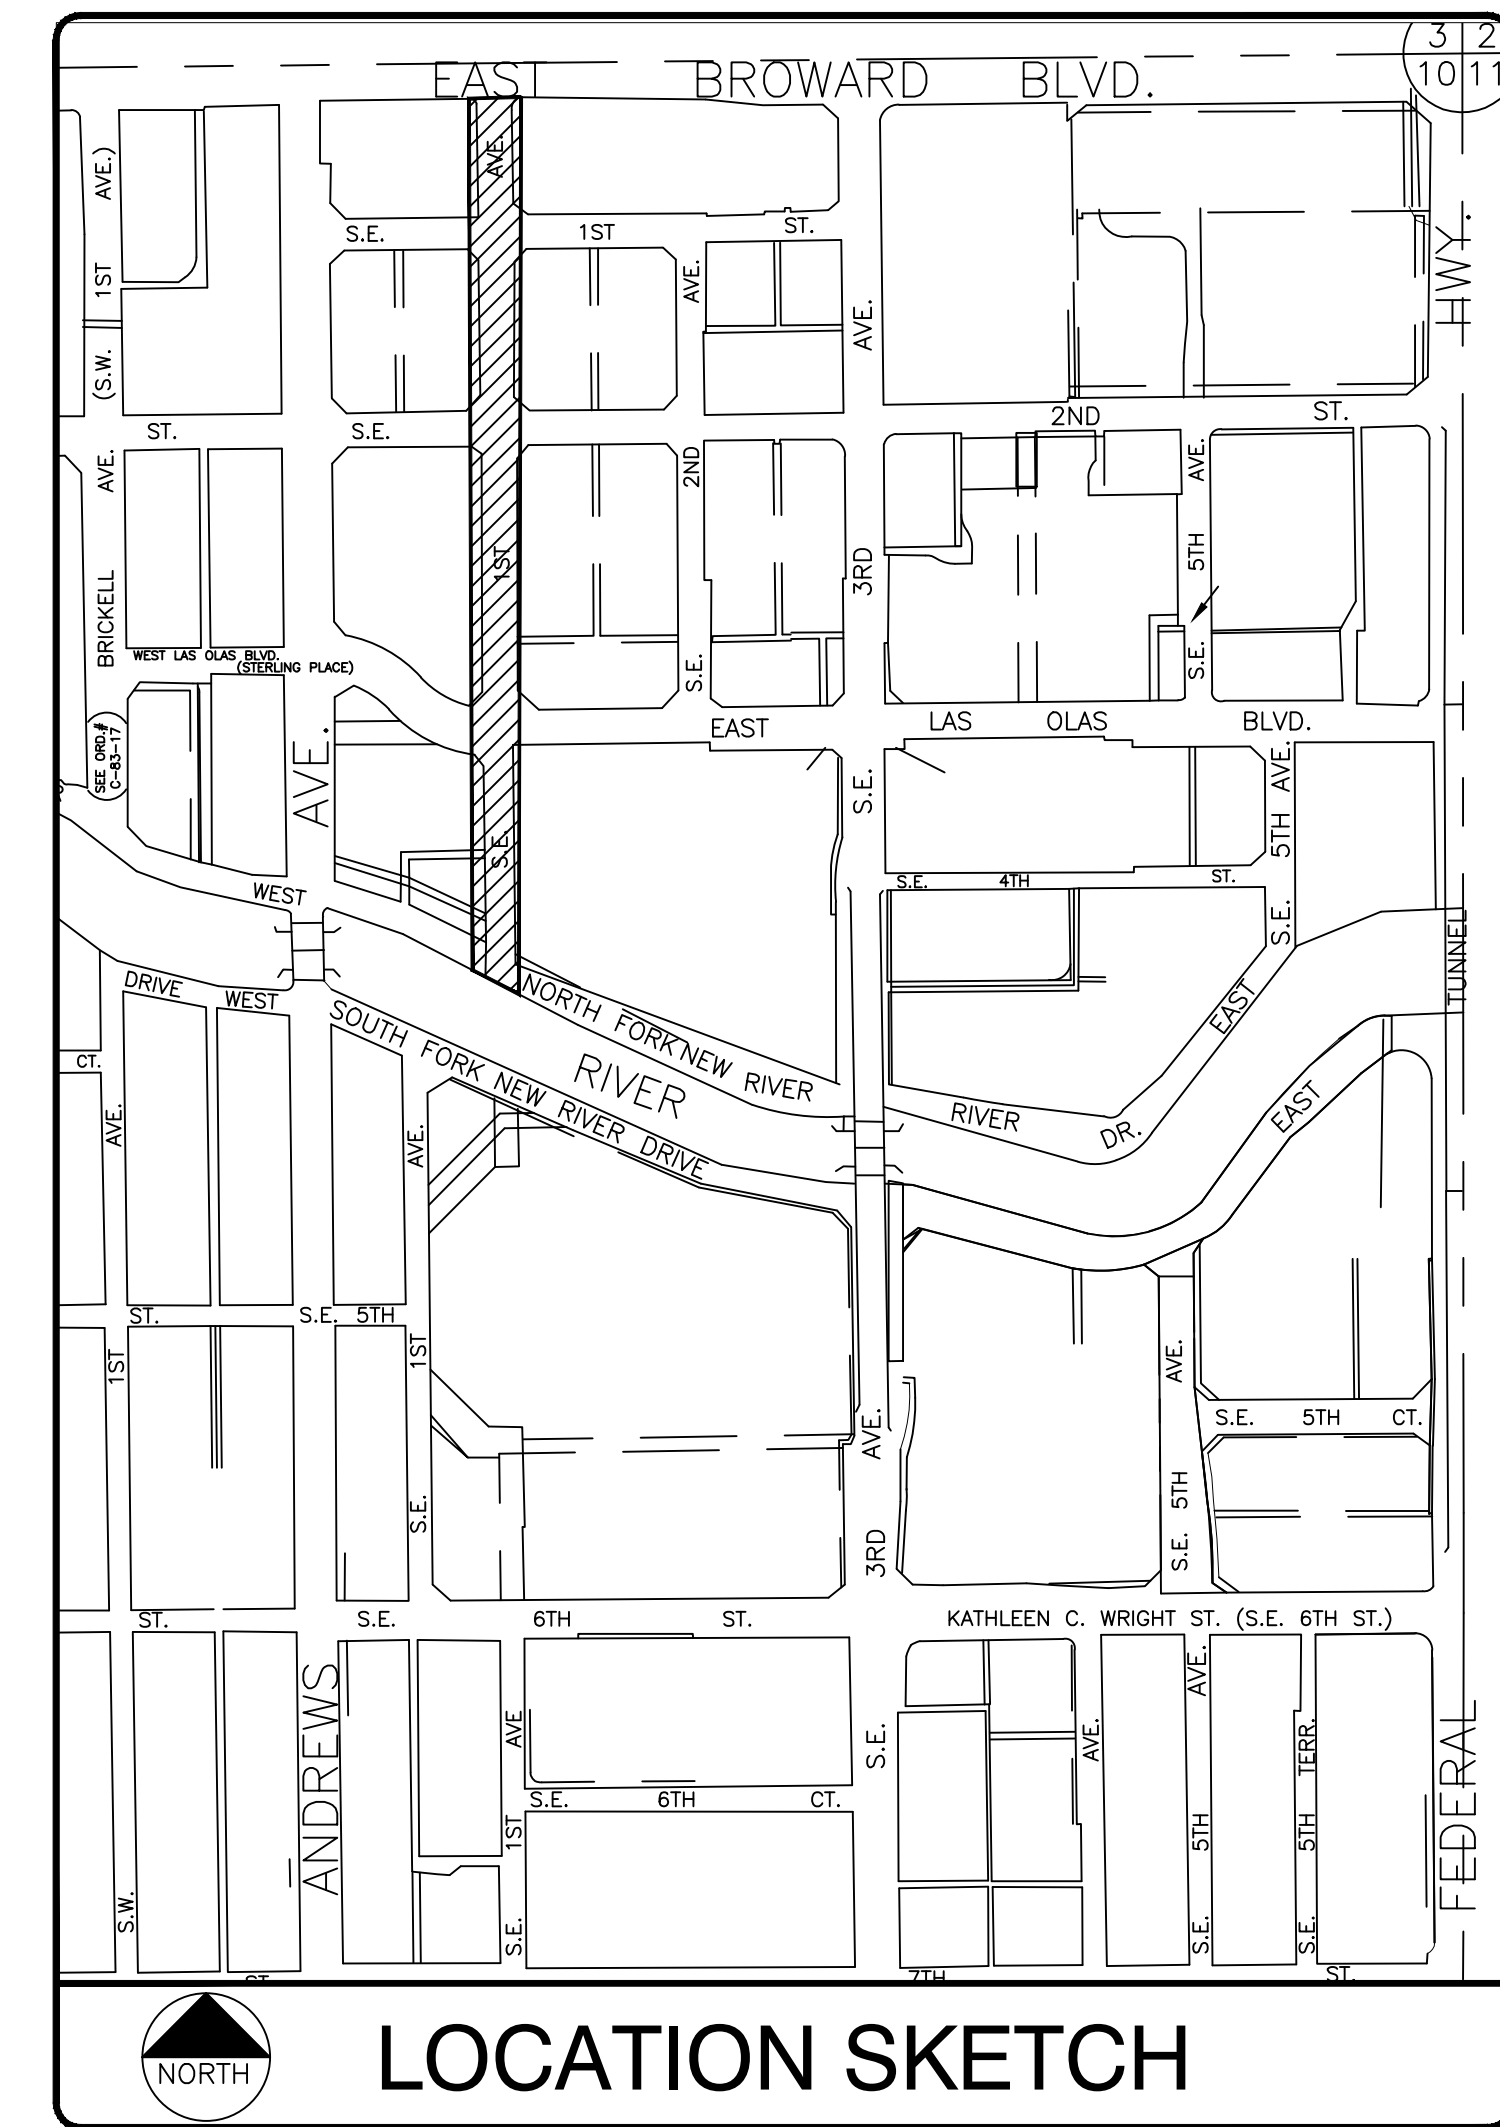 3 2
10 11
EAST BROWARD BLVD.
AVE.
(S.W. 1ST AVE.)
S.E. 1ST ST.
AVE.
AVE.
HWY.
ST. S.E. 2ND ST.
BRICKELL AVE.
1ST
S.E. 2ND
3RD
S.E. 5TH AVE.
WEST LAS OLAS BLVD.
(STERLING PLACE)
SEE ORD.#
C-83-17
AVE.
EAST LAS OLAS BLVD.
S.E.
S.E.
S.E. 5TH AVE.
S.E. 4TH ST.
WEST
TUNNEL
DRIVE WEST
NORTH FORK NEW RIVER
SOUTH FORK NEW RIVER DRIVE
RIVER
RIVER DR.
EAST
EAST
CT.
AVE.
AVE.
ST. S.E. 5TH
1ST
S.E. 1ST
3RD AVE.
S.E. 5TH AVE.
S.E. 5TH CT.
ST. S.E. 6TH ST.
KATHLEEN C. WRIGHT ST. (S.E. 6TH ST.)
ANDREWS
S.W.
S.E. 1ST AVE
S.E. 6TH CT.
S.E.
AVE.
S.E. 5TH AVE.
S.E. 5TH TERR.
FEDERAL
ST.
7TH
ST.
NORTH
LOCATION SKETCH